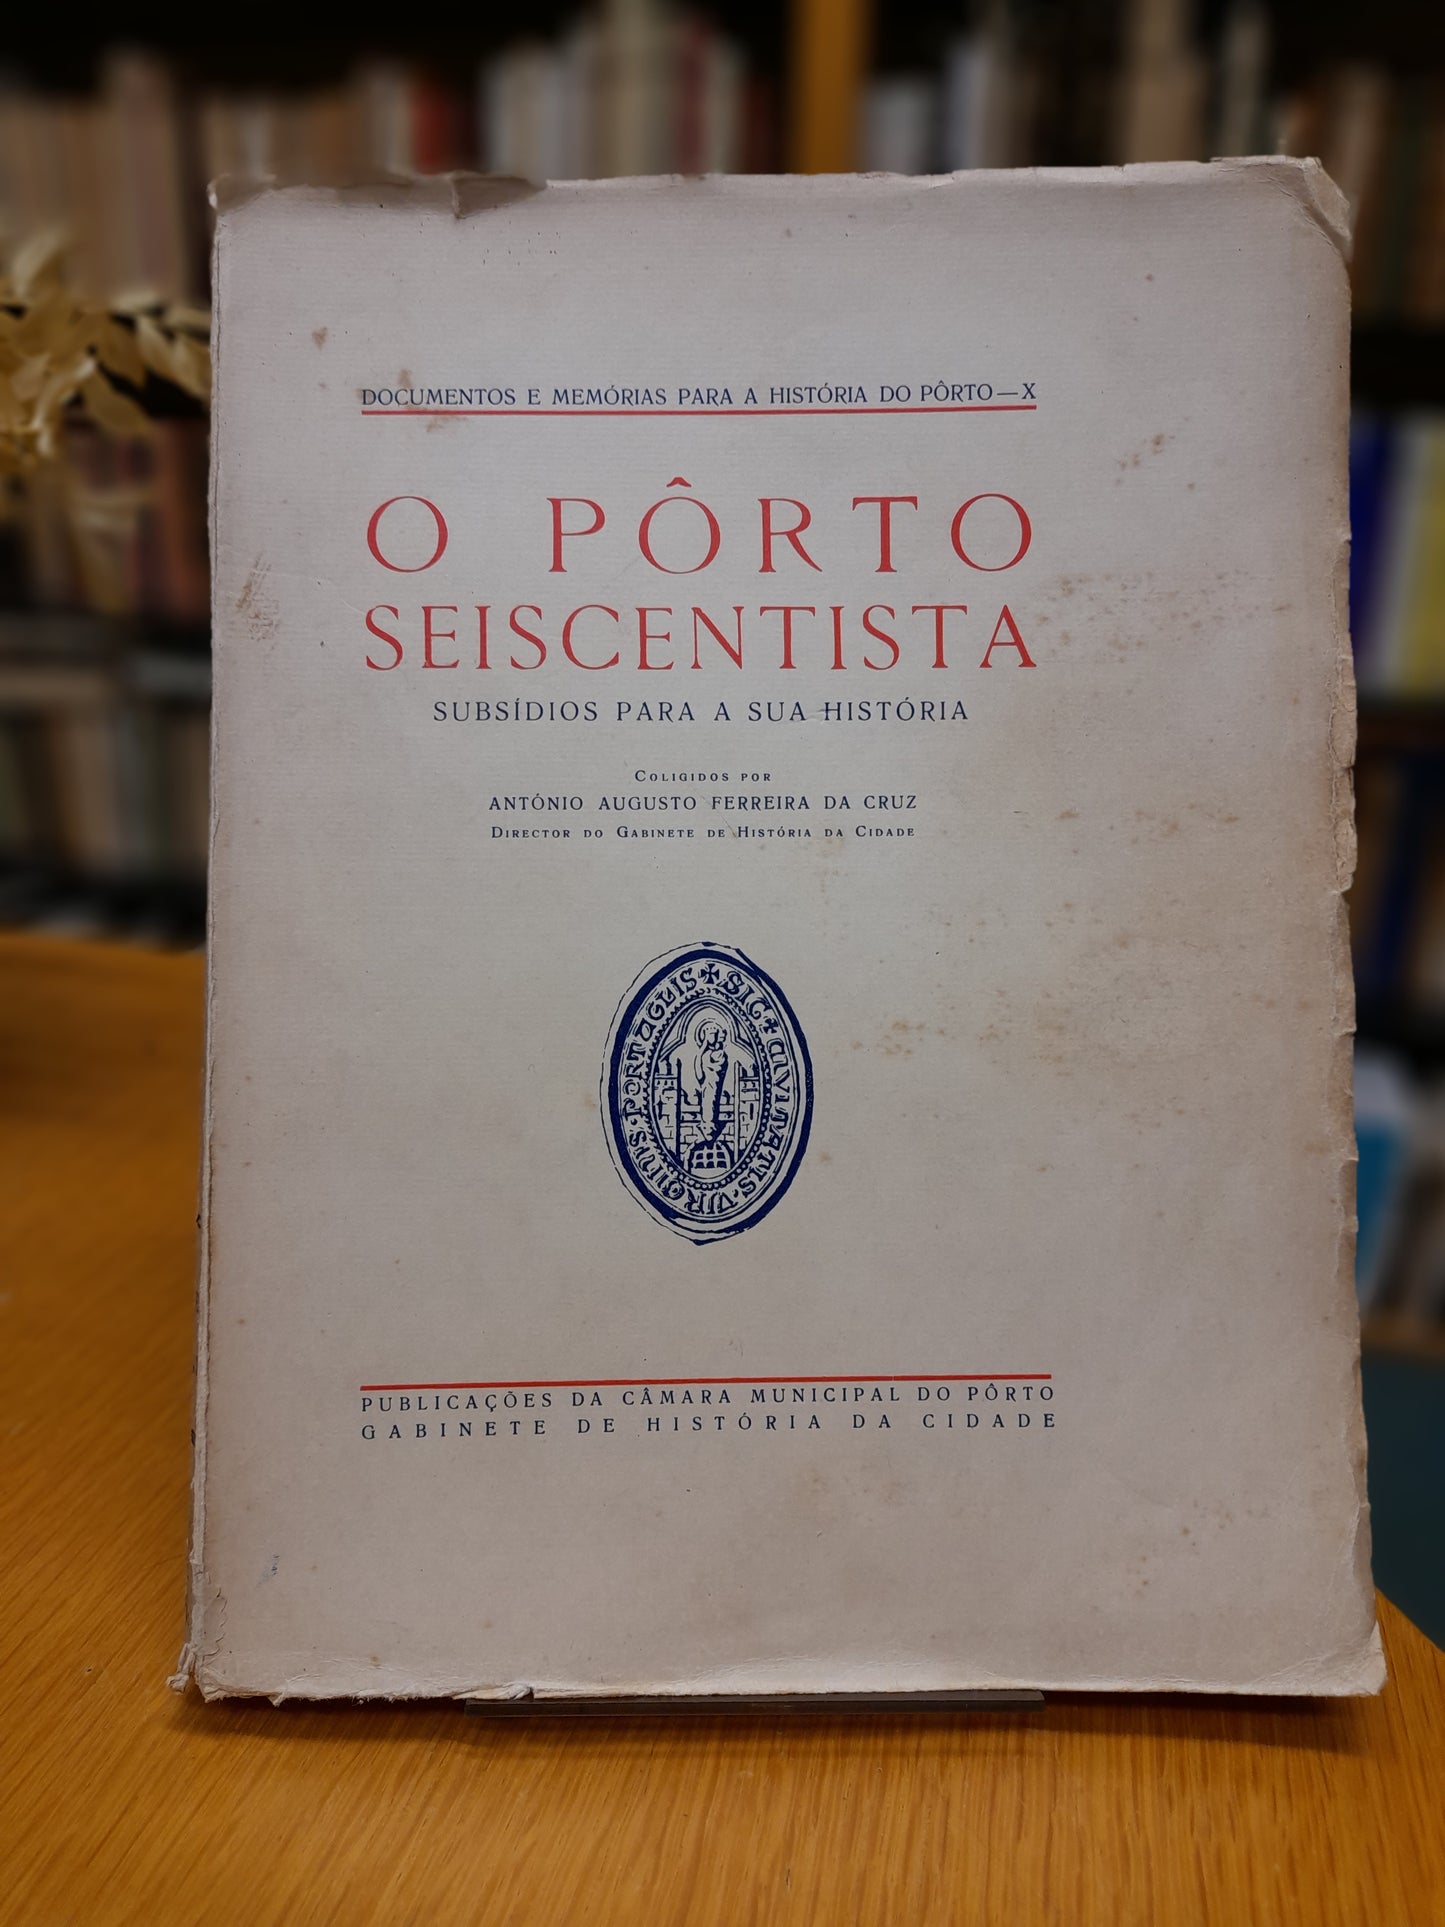 DOCUMENTOS E MEMÓRIAS PARA A HISTÓRIA DO PÔRTO—X
O PÔRTO
SEISCENTISTA
SUBSÍDIOS PARA A SUA HISTÓRIA
COLIGIDOS POR
ANTÓNIO AUGUSTO FERREIRA DA CRUZ
DIRECTOR DO GABINETE DE HISTÓRIA DA CIDADE
PUBLICAÇÕES DA CÂMARA MUNICIPAL DO PÔRTO
GABINETE DE HISTÓRIA DA CIDADE